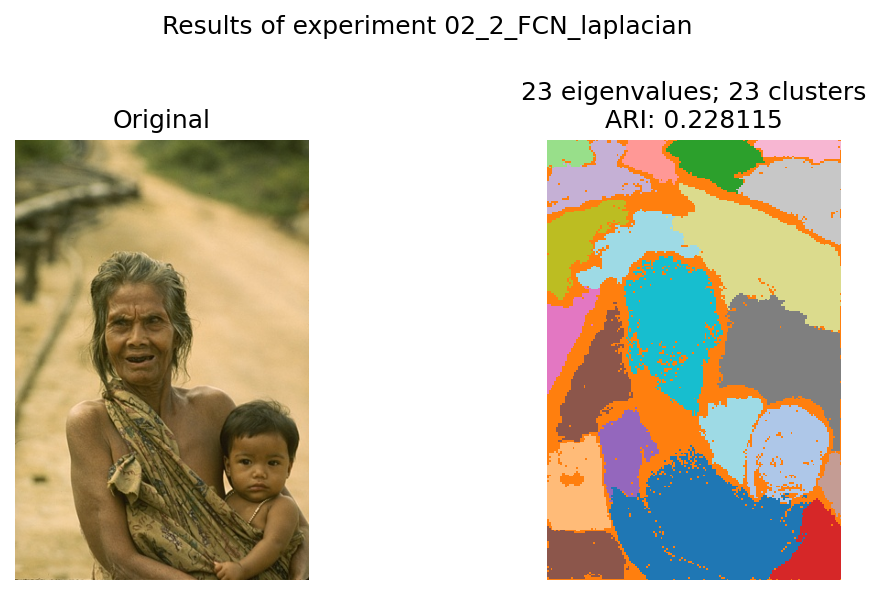 Results of experiment 02_2_FCN_laplacian
Original
23 eigenvalues; 23 clusters
ARI: 0.228115